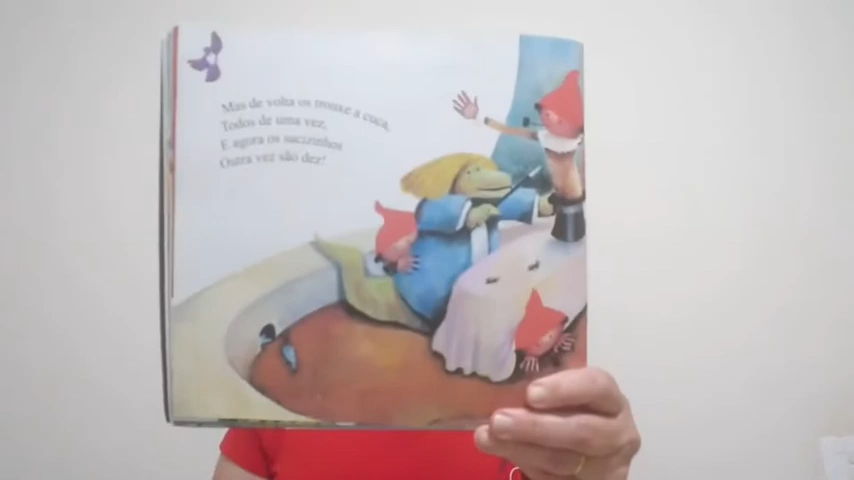 Mas de volta os trouxe a cuca,
Todos de uma vez,
E agora os sacizinhos
Outra vez são dez!